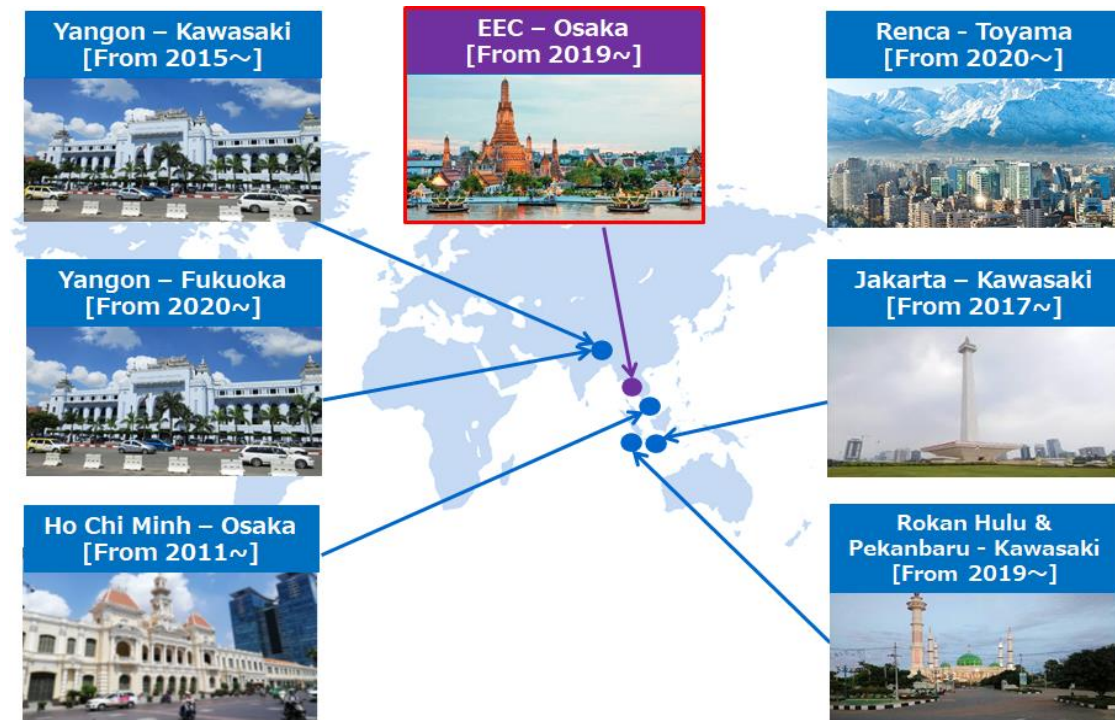 Yangon – Kawasaki
[From 2015～]
EEC – Osaka
[From 2019～]
Renca - Toyama
[From 2020～]
Yangon – Fukuoka
[From 2020～]
Jakarta – Kawasaki
[From 2017～]
Ho Chi Minh – Osaka
[From 2011～]
Rokan Hulu &
Pekanbaru - Kawasaki
[From 2019～]